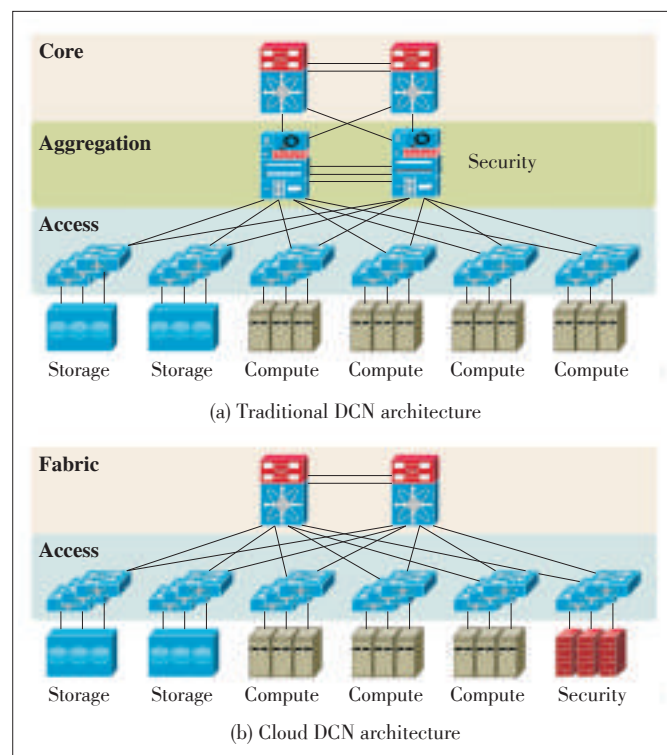 Core
Aggregation
Security
Access
Storage Storage Compute Compute Compute Compute
(a) Traditional DCN architecture
Fabric
Access
Storage Storage Compute Compute Compute Security
(b) Cloud DCN architecture